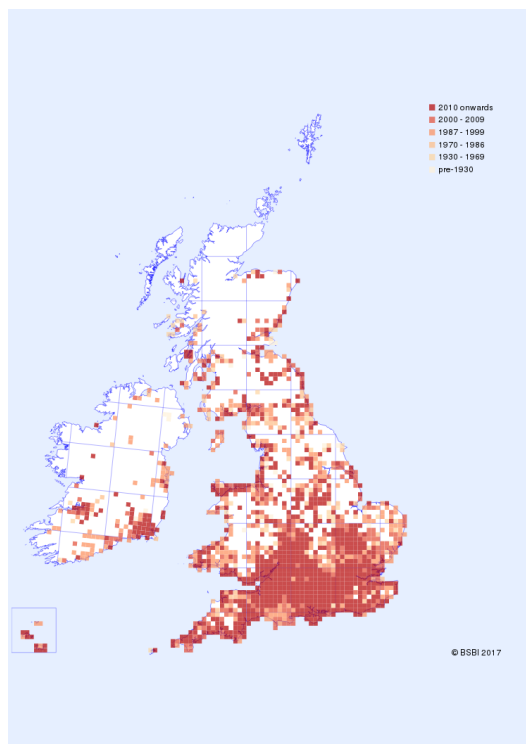 2010 onwards
2000 - 2009
1987 - 1999
1970 - 1986
1930 - 1969
pre-1930
© BSBI 2017